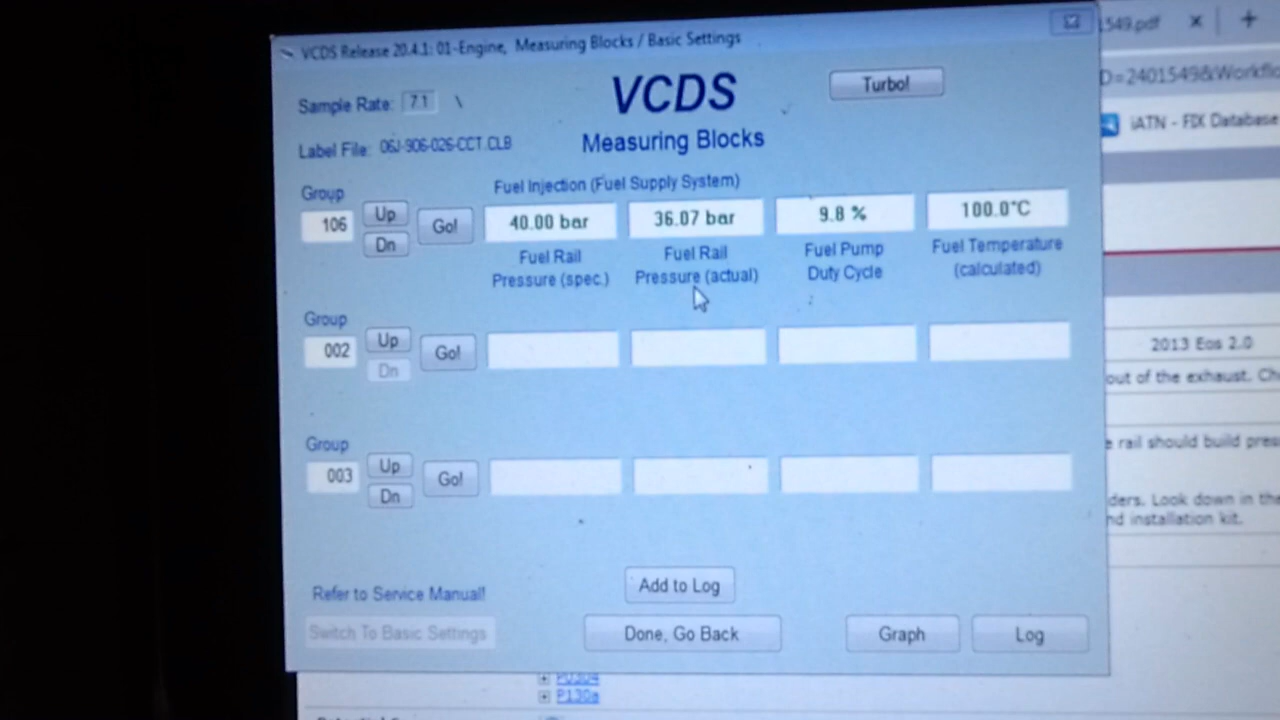 VCDS Release 20.4.1: 01-Engine, Measuring Blocks / Basic Settings
1549.pdf
Sample Rate: 7.1 \
VCDS
Turbo!
D=2401549&Workflo
Label File: 06J-906-026-CCT.CLB
Measuring Blocks
iATN - FIX Database
Group
Fuel Injection (Fuel Supply System)
106 Up Dn Go! 40.00 bar 36.07 bar 9.8 % 100.0°C
Fuel Rail Pressure (spec.)
Fuel Rail Pressure (actual)
Fuel Pump Duty Cycle
Fuel Temperature (calculated)
Group
002 Up Dn Go!
2013 Eos 2.0
out of the exhaust. Ch
Group
003 Up Dn Go!
e rail should build pres
ders. Look down in the
nd installation kit.
Refer to Service Manual!
Add to Log
Switch To Basic Settings
Done, Go Back
Graph
Log
P0304
P130a